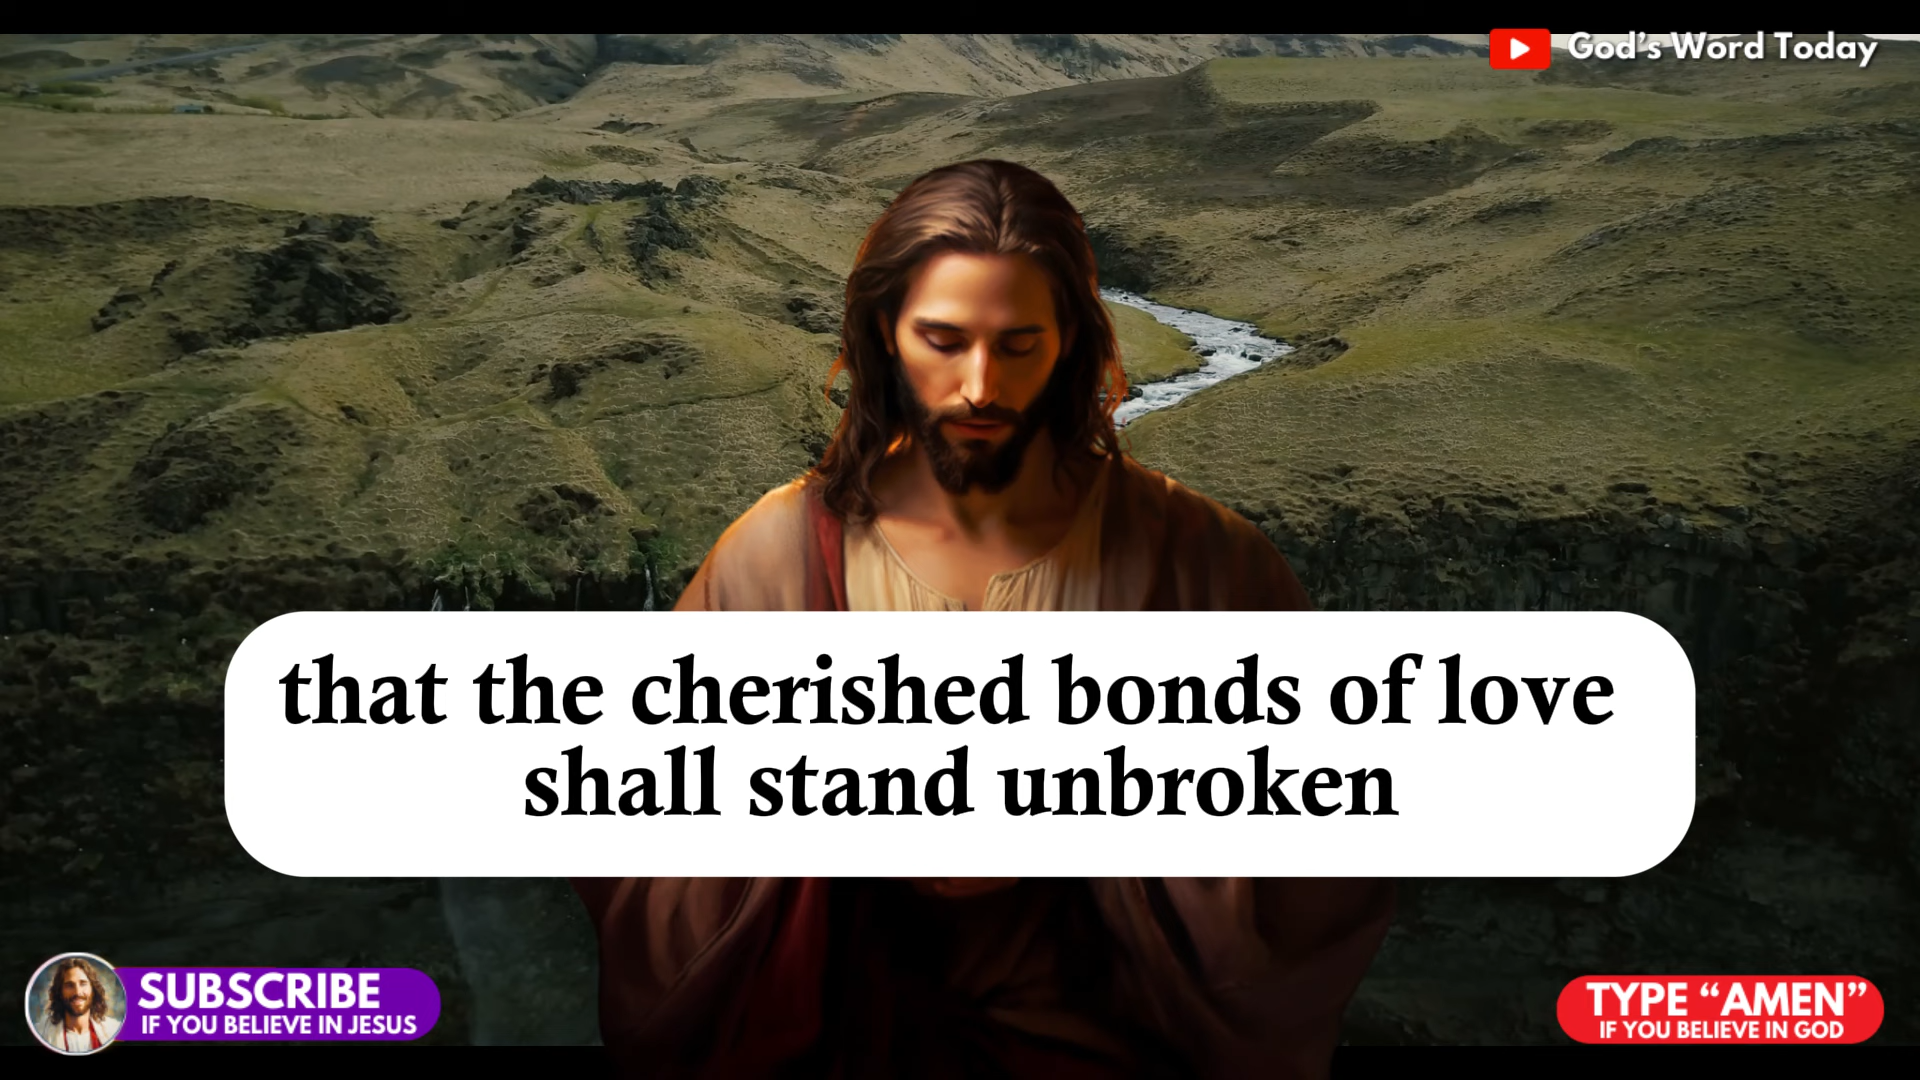 God's Word Today
that the cherished bonds of love
shall stand unbroken
SUBSCRIBE
IF YOU BELIEVE IN JESUS
TYPE “AMEN”
IF YOU BELIEVE IN GOD